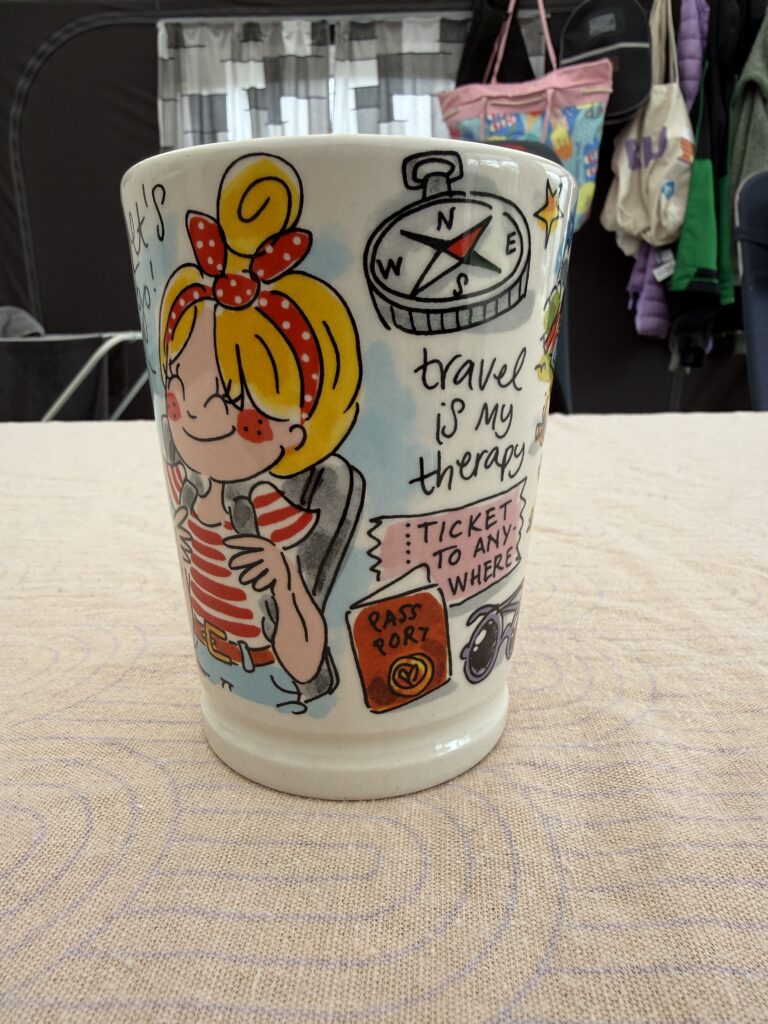 N
E
W
S
travel
is my
therapy
TICKET
TO ANY-
WHERE
PASS
PORT